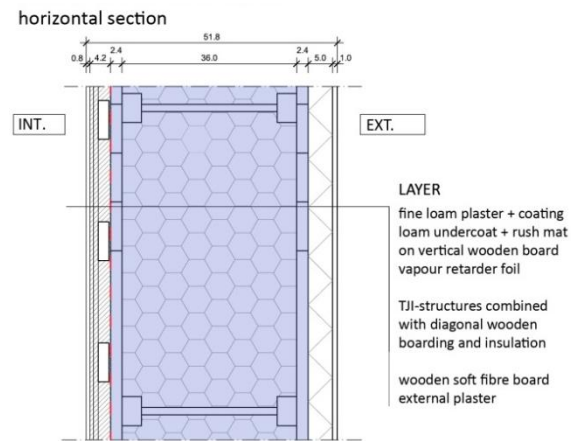 horizontal section
51.8
2.4 2.4
0.8 4.2 36.0 5.0 1.0
INT.
EXT.
LAYER
fine loam plaster + coating
loam undercoat + rush mat
on vertical wooden board
vapour retarder foil
TJI-structures combined
with diagonal wooden
boarding and insulation
wooden soft fibre board
external plaster